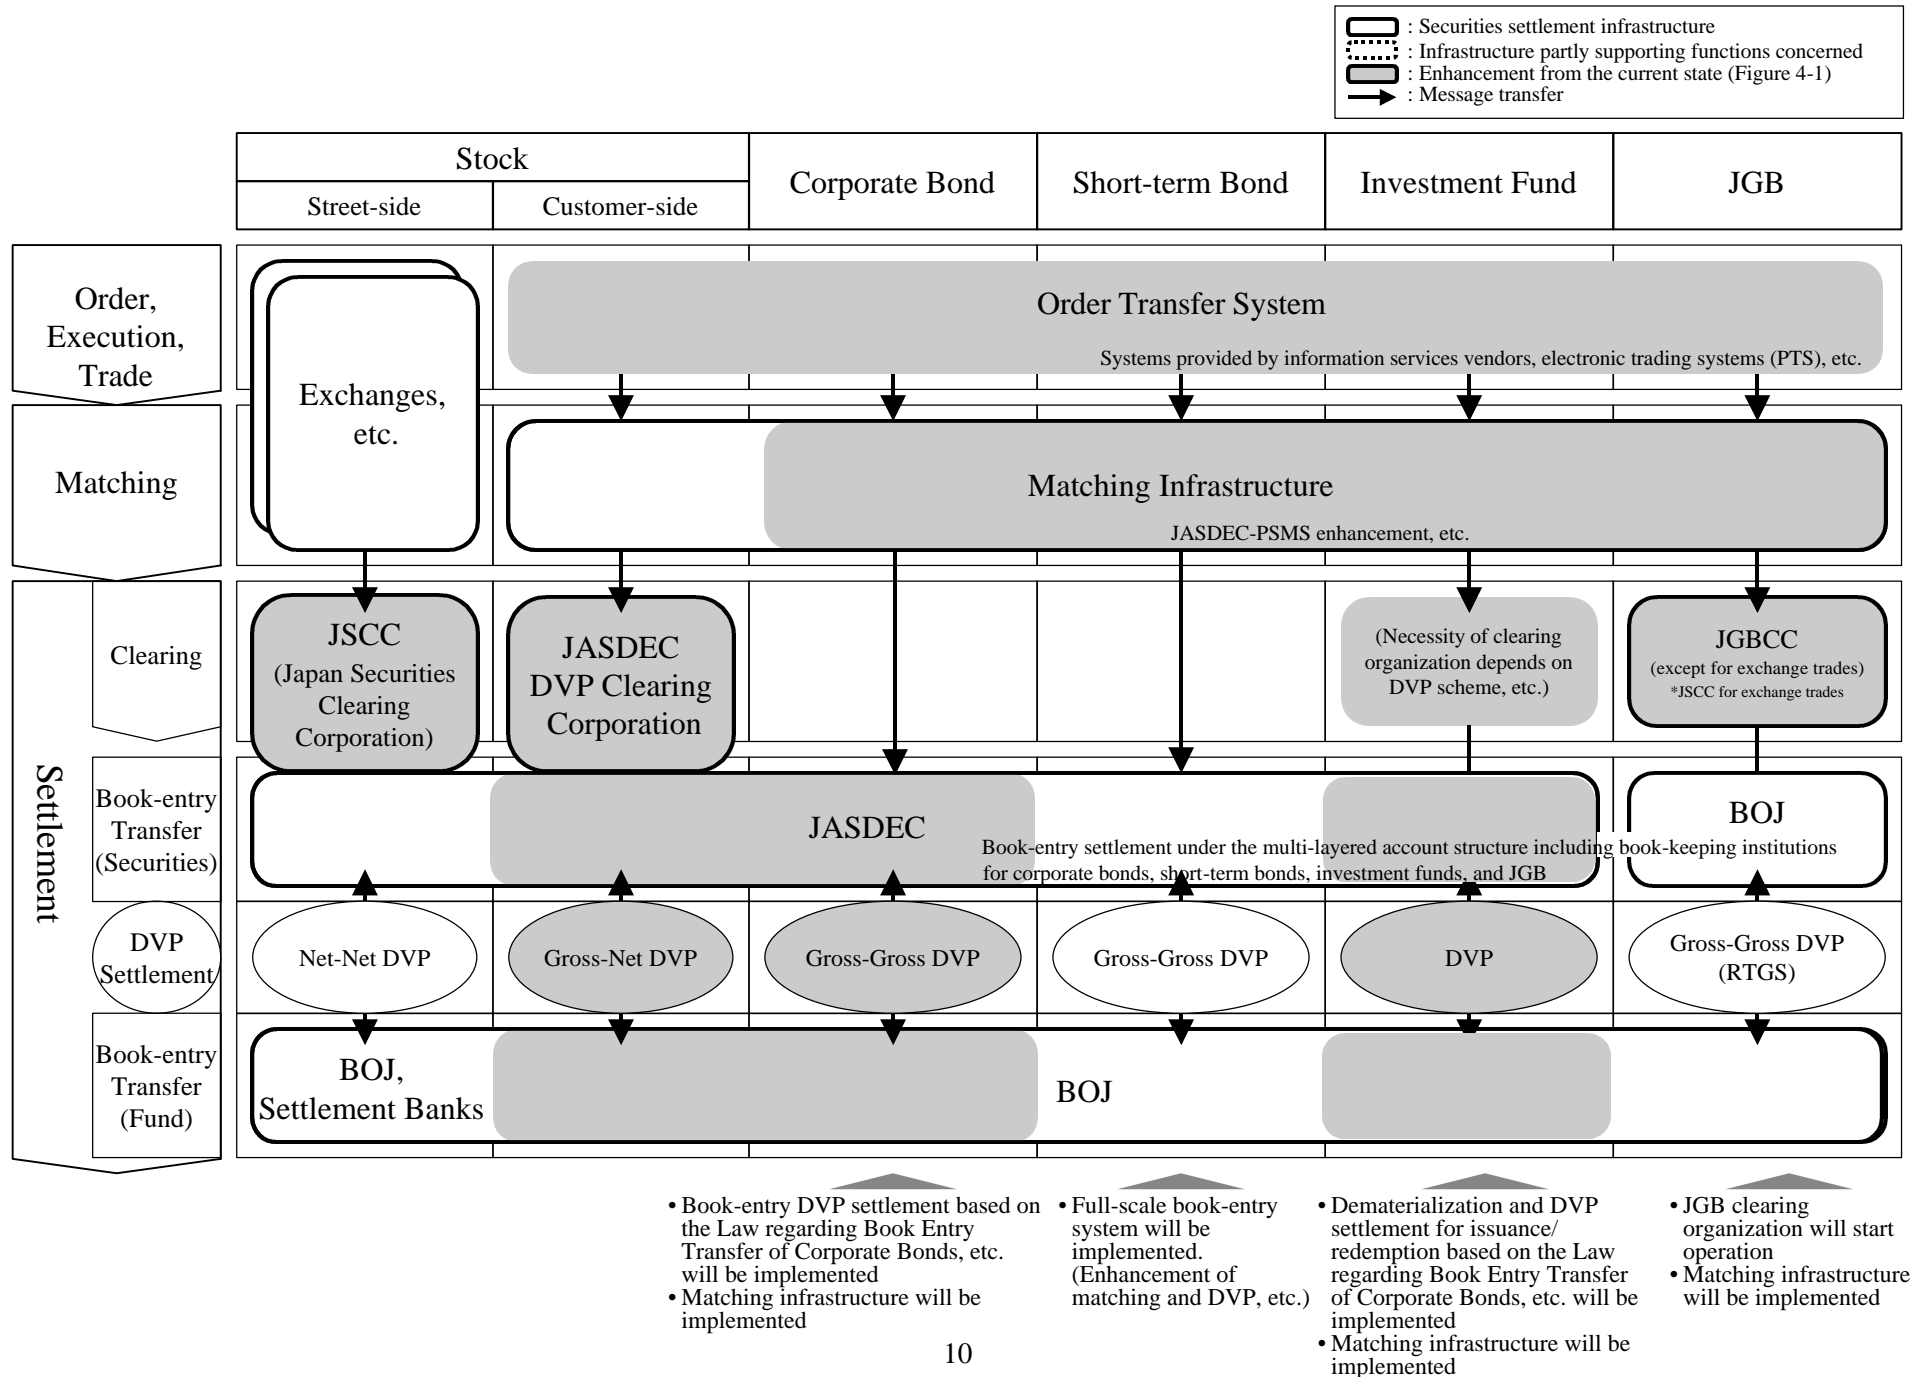 : Securities settlement infrastructure
: Infrastructure partly supporting functions concerned
: Enhancement from the current state (Figure 4-1)
: Message transfer
Stock
Street-side
Customer-side
Corporate Bond
Short-term Bond
Investment Fund
JGB
Order,
Execution,
Trade
Exchanges,
etc.
Order Transfer System
Systems provided by information services vendors, electronic trading systems (PTS), etc.
Matching
Matching Infrastructure
JASDEC-PSMS enhancement, etc.
Settlement
Clearing
JSCC
(Japan Securities
Clearing
Corporation)
JASDEC
DVP Clearing
Corporation
(Necessity of clearing
organization depends on
DVP scheme, etc.)
JGBCC
(except for exchange trades)
*JSCC for exchange trades
Book-entry
Transfer
(Securities)
JASDEC
Book-entry settlement under the multi-layered account structure including book-keeping institutions
for corporate bonds, short-term bonds, investment funds, and JGB
BOJ
DVP
Settlement
Net-Net DVP
Gross-Net DVP
Gross-Gross DVP
Gross-Gross DVP
DVP
Gross-Gross DVP
(RTGS)
Book-entry
Transfer
(Fund)
BOJ,
Settlement Banks
BOJ
• Book-entry DVP settlement based on
the Law regarding Book Entry
Transfer of Corporate Bonds, etc.
will be implemented
• Matching infrastructure will be
implemented
• Full-scale book-entry
system will be
implemented.
(Enhancement of
matching and DVP, etc.)
• Dematerialization and DVP
settlement for issuance/
redemption based on the Law
regarding Book Entry Transfer
of Corporate Bonds, etc. will be
implemented
• Matching infrastructure will be
implemented
• JGB clearing
organization will start
operation
• Matching infrastructure
will be implemented
10